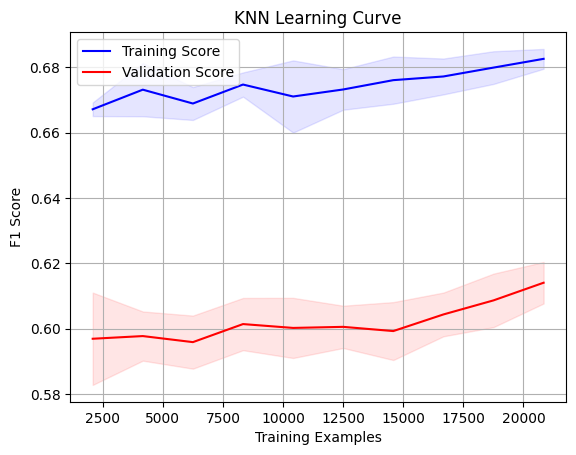 KNN Learning Curve
Training Score
Validation Score
F1 Score
0.68
0.66
0.64
0.62
0.60
0.58
2500 5000 7500 10000 12500 15000 17500 20000
Training Examples